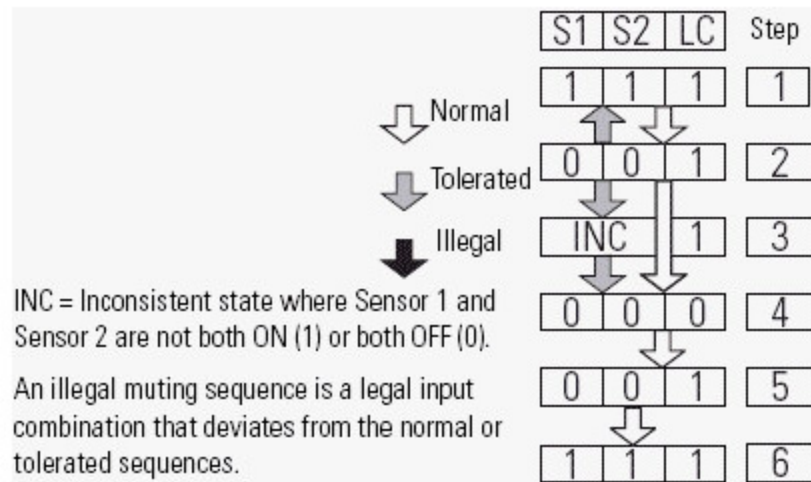 S1 S2 LC Step
1 1 1 1
Normal
0 0 1 2
Tolerated
INC 1 3
Illegal
0 0 0 4
INC = Inconsistent state where Sensor 1 and
Sensor 2 are not both ON (1) or both OFF (0).
0 0 1 5
An illegal muting sequence is a legal input
combination that deviates from the normal or
tolerated sequences.
1 1 1 6